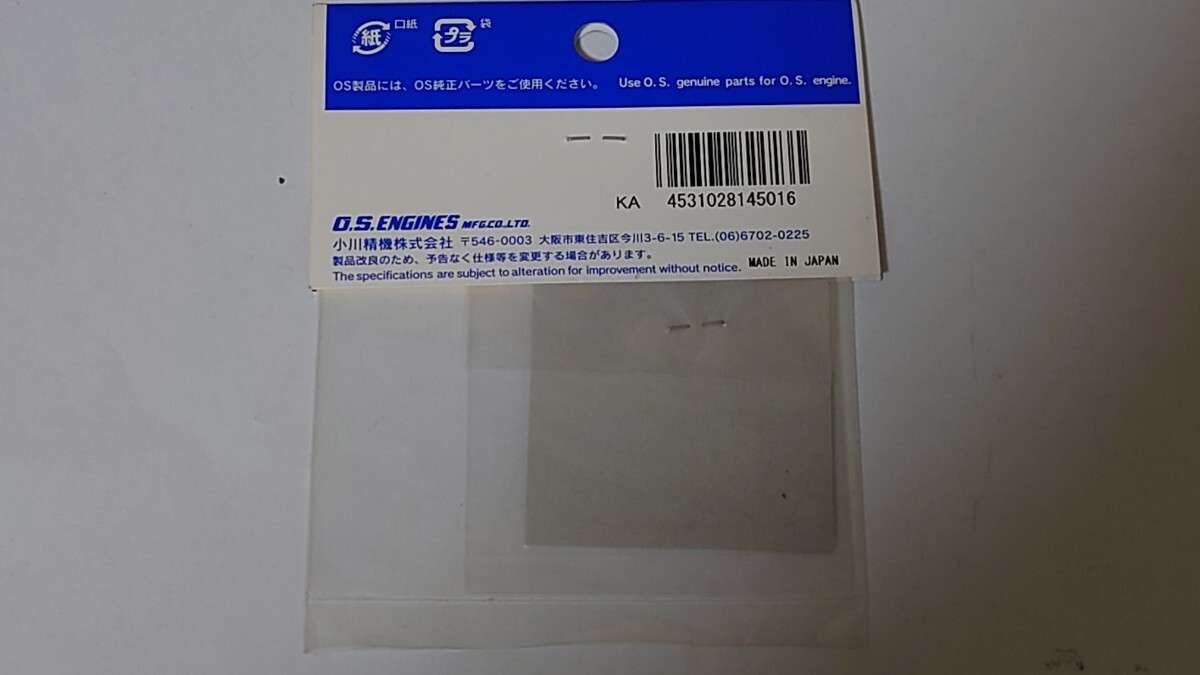 紙 口紙 プラ 袋
OS製品には、OS純正パーツをご使用ください。 Use O.S. genuine parts for O.S. engine.
KA 4531028145016
O.S.ENGINES MFG.CO.,LTD.
小川精機株式会社 〒546-0003 大阪市東住吉区今川3-6-15 TEL.(06)6702-0225
製品改良のため、予告なく仕様等を変更する場合があります。
The specifications are subject to alteration for improvement without notice. MADE IN JAPAN